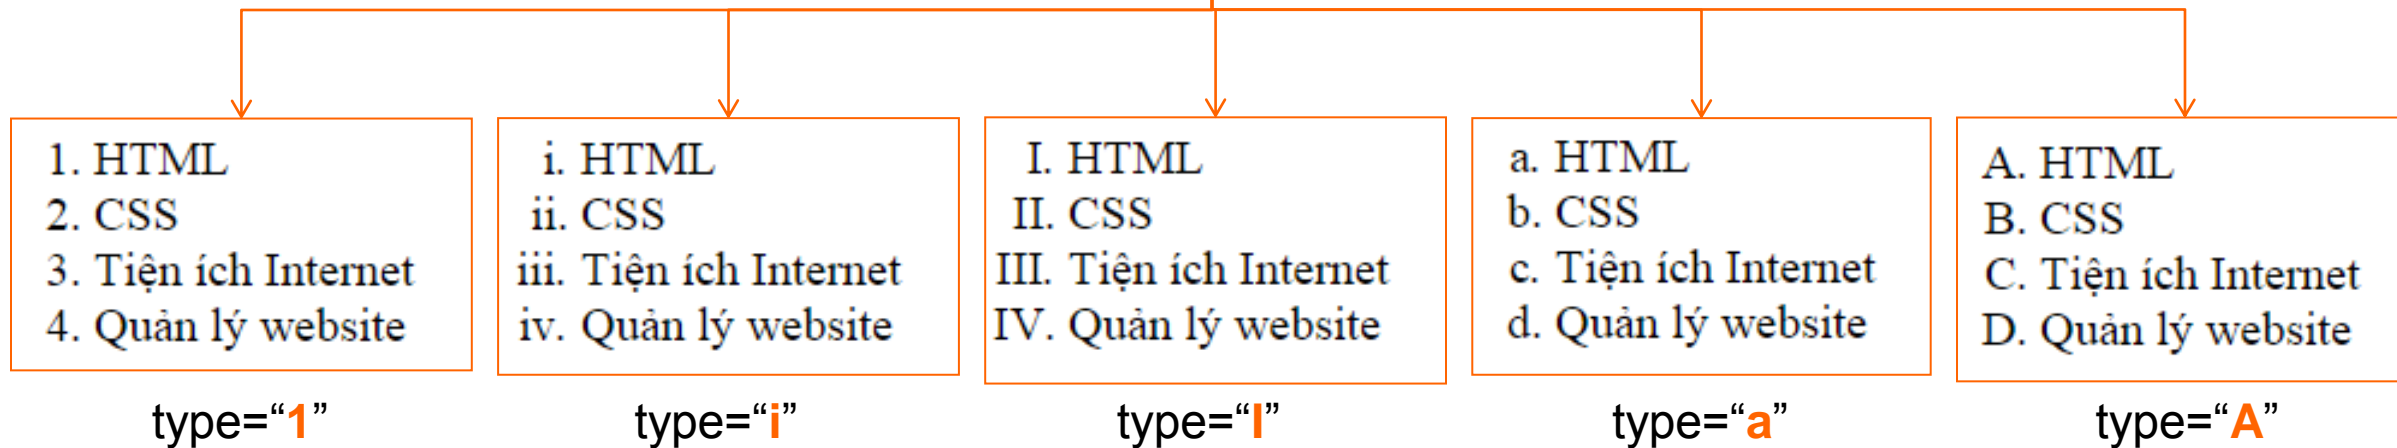 1. HTML
2. CSS
3. Tiện ích Internet
4. Quản lý website
type=“1”
i. HTML
ii. CSS
iii. Tiện ích Internet
iv. Quản lý website
type=“i”
I. HTML
II. CSS
III. Tiện ích Internet
IV. Quản lý website
type=“I”
a. HTML
b. CSS
c. Tiện ích Internet
d. Quản lý website
type=“a”
A. HTML
B. CSS
C. Tiện ích Internet
D. Quản lý website
type=“A”